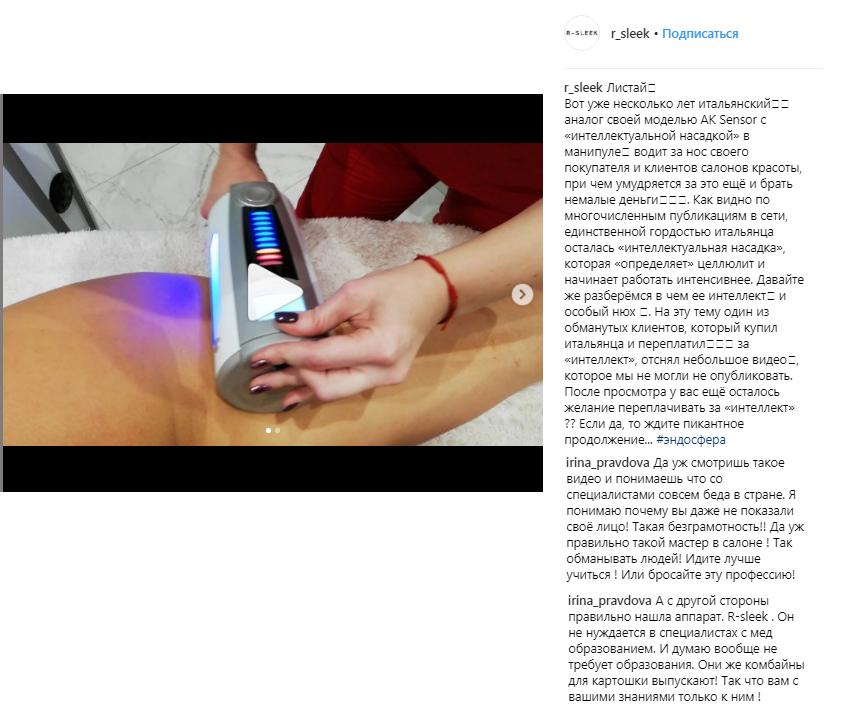 R-SLEEK
r_sleek • Подписаться
r_sleek Листай
Вот уже несколько лет итальянский
аналог своей моделью AK Sensor с
«интеллектуальной насадкой» в
манипуле водит за нос своего
покупателя и клиентов салонов красоты,
при чем умудряется за это ещё и брать
немалые деньги. Как видно по
многочисленным публикациям в сети,
единственной гордостью итальянца
осталась «интеллектуальная насадка»,
которая «определяет» целлюлит и
начинает работать интенсивнее. Давайте
же разберёмся в чем ее интеллект и
особый нюх . На эту тему один из
обманутых клиентов, который купил
итальянца и переплатил за
«интеллект», отснял небольшое видео,
которое мы не могли не опубликовать.
После просмотра у вас ещё осталось
желание переплачивать за «интеллект»
?? Если да, то ждите пикантное
продолжение... #эндосфера
irina_pravdova Да уж смотришь такое
видео и понимаешь что со
специалистами совсем беда в стране. Я
понимаю почему вы даже не показали
своё лицо! Такая безграмотность!! Да уж
правильно такой мастер в салоне ! Так
обманывать людей! Идите лучше
учиться ! Или бросайте эту профессию!
irina_pravdova А с другой стороны
правильно нашла аппарат. R-sleek . Он
не нуждается в специалистах с мед
образованием. И думаю вообще не
требует образования. Они же комбайны
для картошки выпускают! Так что вам с
вашими знаниями только к ним !